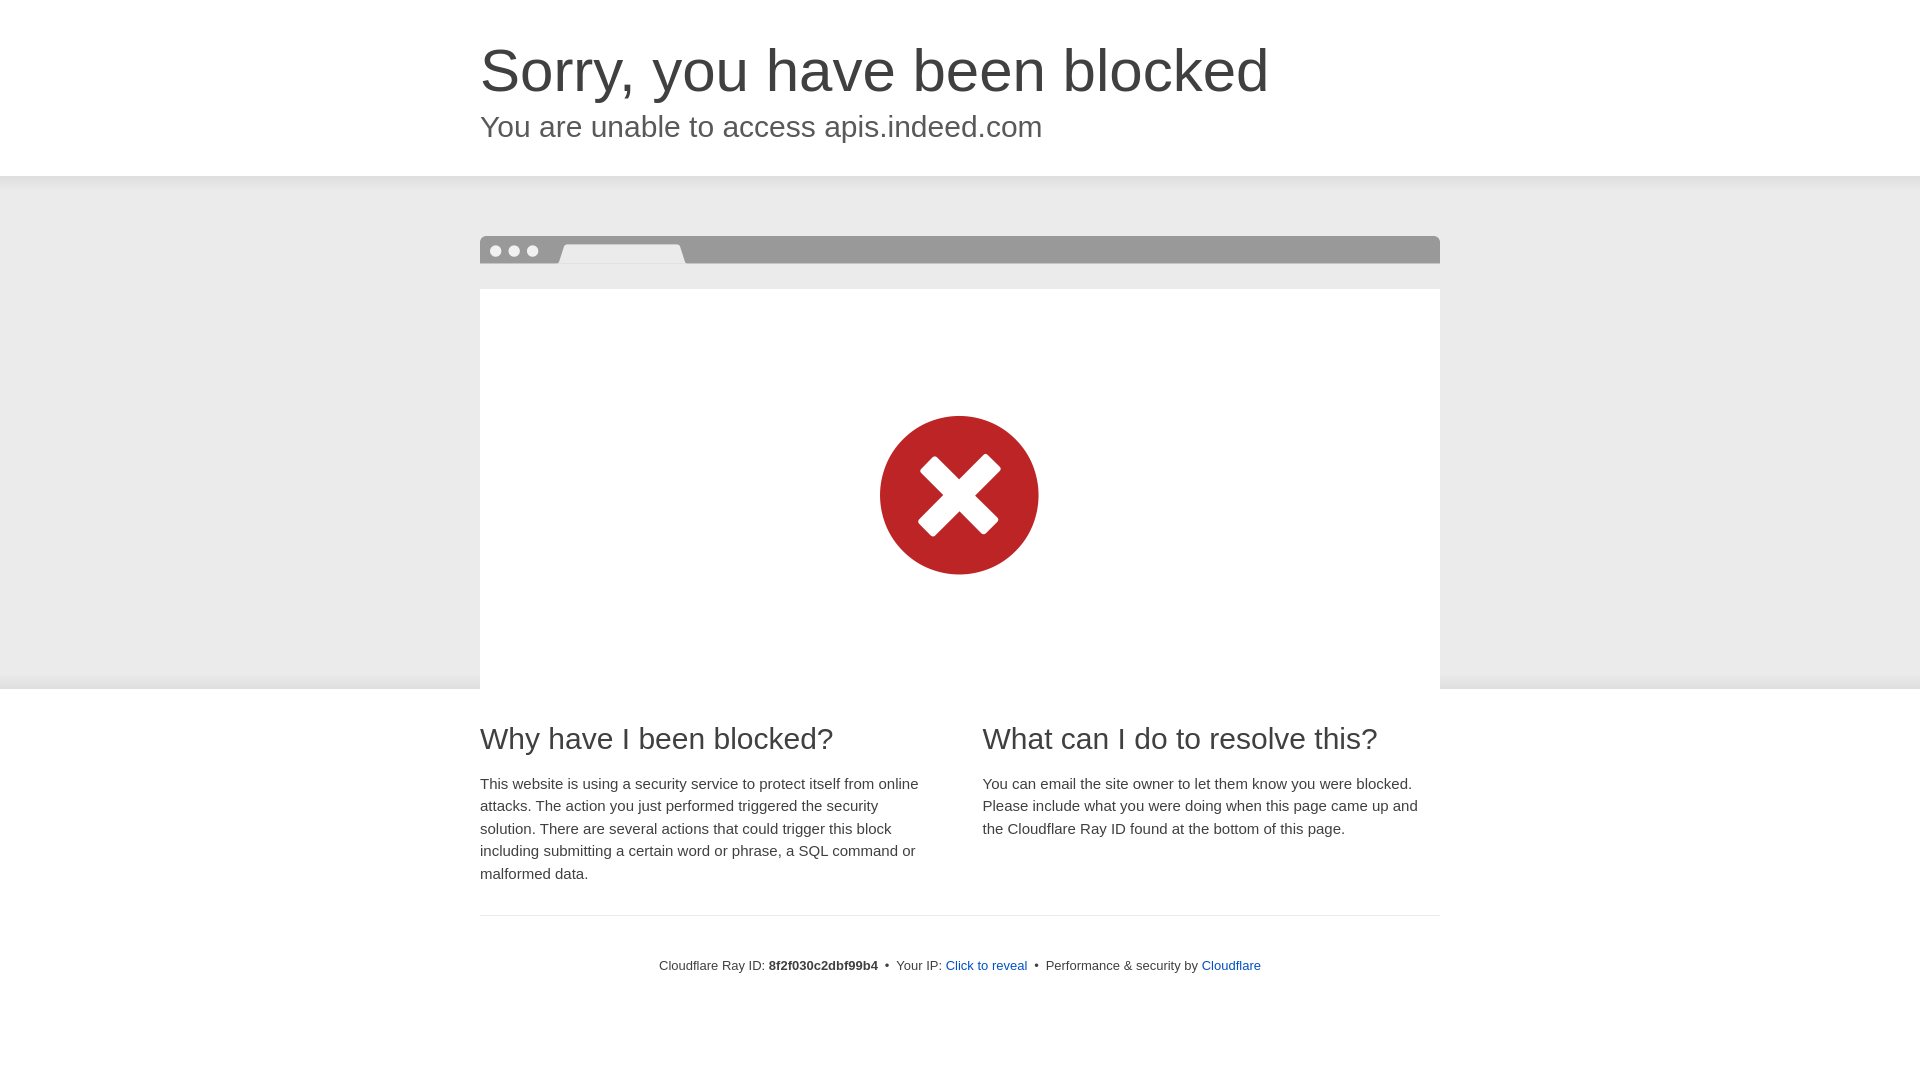 Sorry, you have been blocked
You are unable to access apis.indeed.com
Why have I been blocked?
This website is using a security service to protect itself from online
attacks. The action you just performed triggered the security
solution. There are several actions that could trigger this block
including submitting a certain word or phrase, a SQL command or
malformed data.
What can I do to resolve this?
You can email the site owner to let them know you were blocked.
Please include what you were doing when this page came up and
the Cloudflare Ray ID found at the bottom of this page.
Cloudflare Ray ID: 8f2f030c2dbf99b4 • Your IP: Click to reveal • Performance & security by Cloudflare